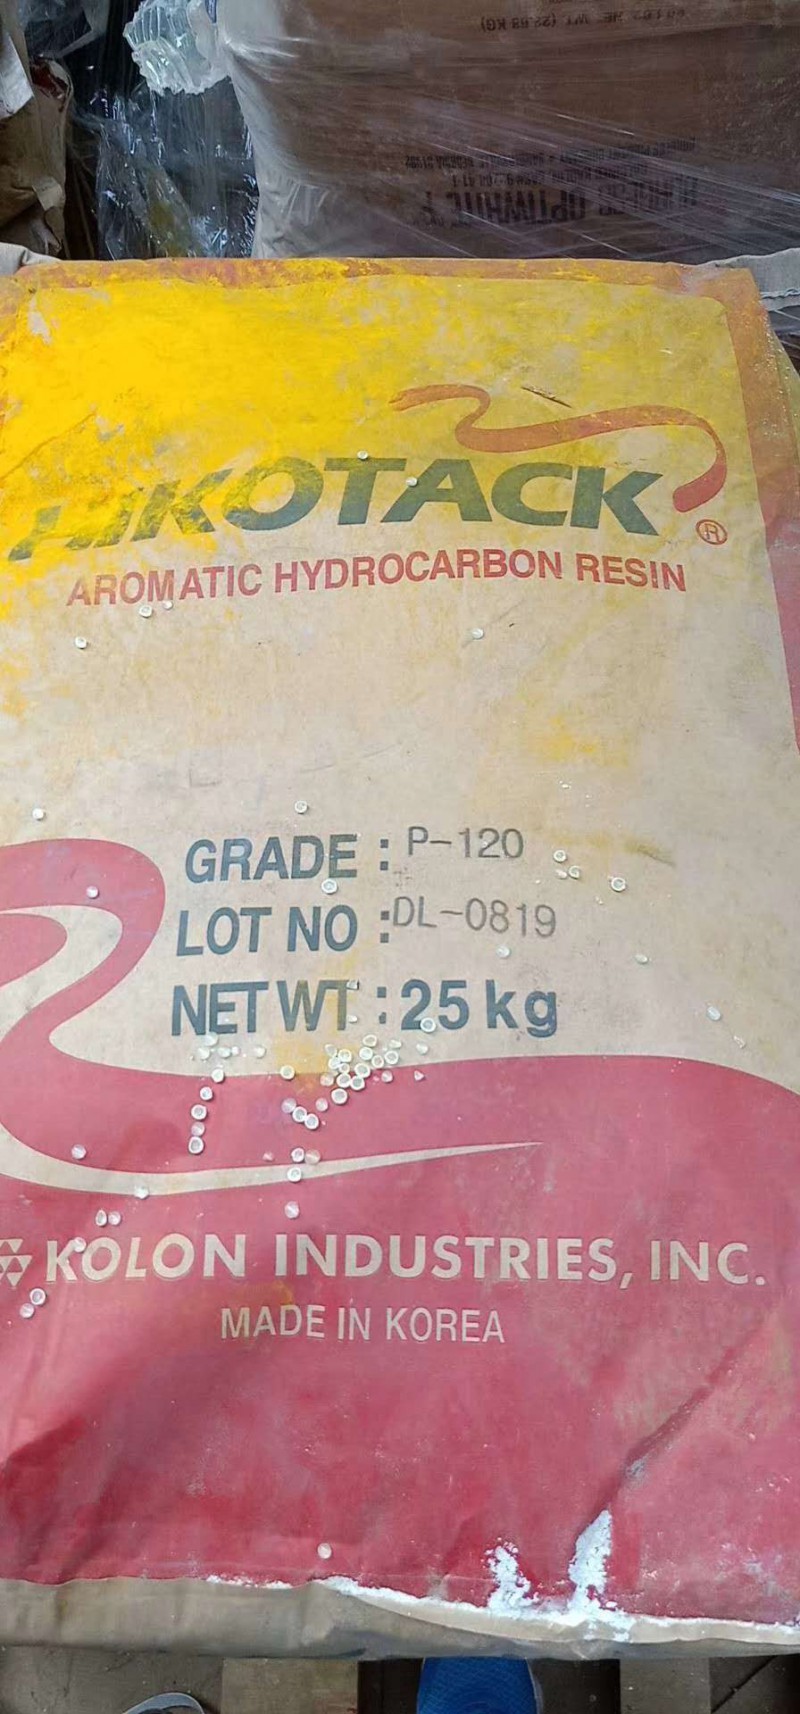 HIKOTACK
®
AROMATIC HYDROCARBON RESIN
GRADE : P-120
LOT NO : DL-0819
NET WT : 25 kg
KOLON INDUSTRIES, INC.
MADE IN KOREA